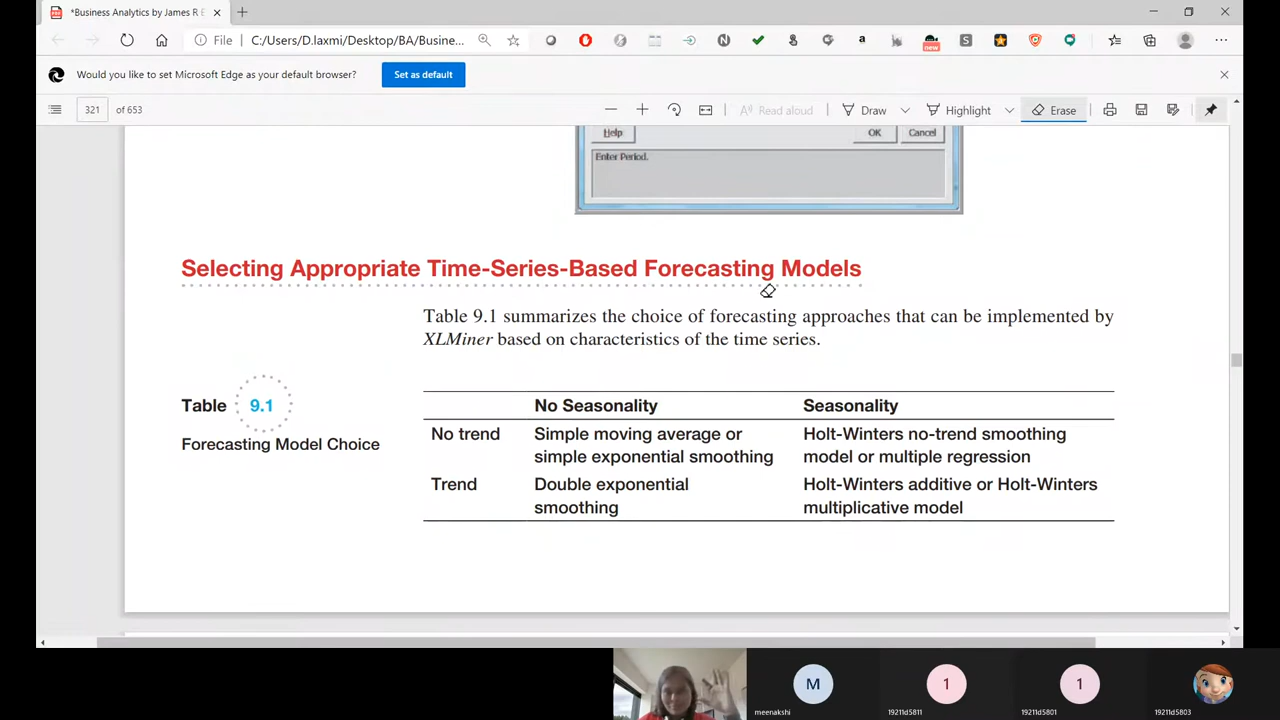 *Business Analytics by James R E
File
C:/Users/D.laxmi/Desktop/BA/Busine...
new
Would you like to set Microsoft Edge as your default browser?
Set as default
321
of 653
Read aloud
Draw
Highlight
Erase
Help
OK
Cancel
Enter Period.
Selecting Appropriate Time-Series-Based Forecasting Models
Table 9.1 summarizes the choice of forecasting approaches that can be implemented by
XLMiner based on characteristics of the time series.
Table 9.1
Forecasting Model Choice
No Seasonality
Seasonality
No trend
Simple moving average or
simple exponential smoothing
Holt-Winters no-trend smoothing
model or multiple regression
Trend
Double exponential
smoothing
Holt-Winters additive or Holt-Winters
multiplicative model
M
meenakshi
1
19211d5811
1
19211d5801
19211d5803